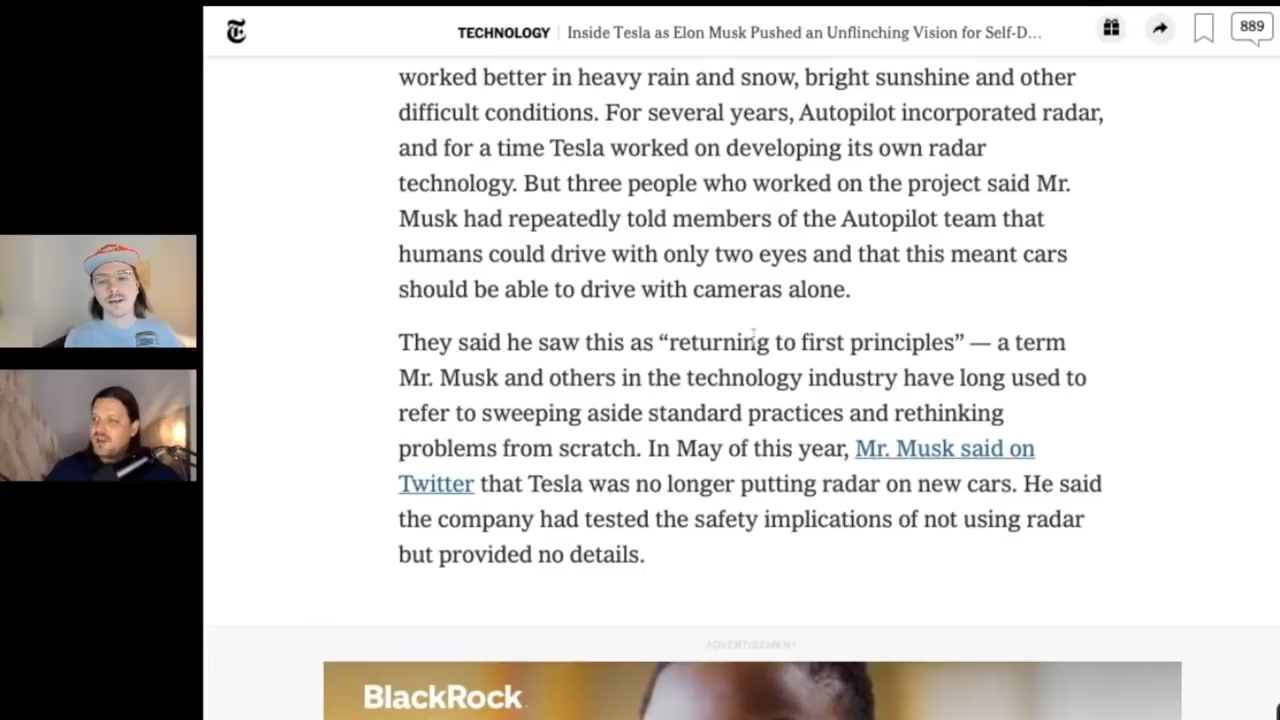 TECHNOLOGY Inside Tesla as Elon Musk Pushed an Unflinching Vision for Self-D...
889
worked better in heavy rain and snow, bright sunshine and other
difficult conditions. For several years, Autopilot incorporated radar,
and for a time Tesla worked on developing its own radar
technology. But three people who worked on the project said Mr.
Musk had repeatedly told members of the Autopilot team that
humans could drive with only two eyes and that this meant cars
should be able to drive with cameras alone.
They said he saw this as “returning to first principles” — a term
Mr. Musk and others in the technology industry have long used to
refer to sweeping aside standard practices and rethinking
problems from scratch. In May of this year, Mr. Musk said on
Twitter that Tesla was no longer putting radar on new cars. He said
the company had tested the safety implications of not using radar
but provided no details.
ADVERTISEMENT
BlackRock.